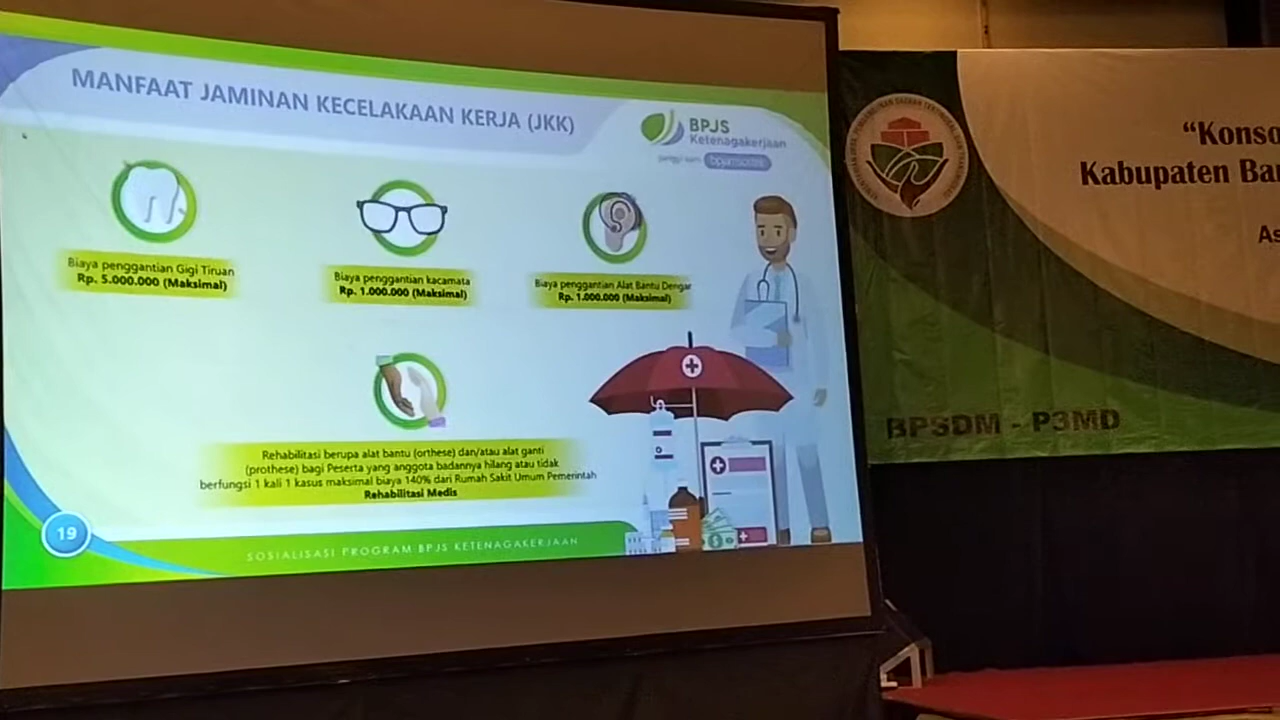 MANFAAT JAMINAN KECELAKAAN KERJA (JKK)
BPJS
Ketenagakerjaan
Biaya penggantian Gigi Tiruan
Rp. 5.000.000 (Maksimal)
Biaya penggantian kacamata
Rp. 1.000.000 (Maksimal)
Biaya penggantian Alat Bantu Dengar
Rp. 1.000.000 (Maksimal)
Rehabilitasi berupa alat bantu (orthese) dan/atau alat ganti
(prothese) bagi Peserta yang anggota badannya hilang atau tidak
berfungsi 1 kali 1 kasus maksimal biaya 140% dari Rumah Sakit Umum Pemerintah
Rehabilitasi Medis
19
SOSIALISASI PROGRAM BPJS KETENAGAKERJAAN
“Konso
Kabupaten Ban
As
BPSDM - P3MD